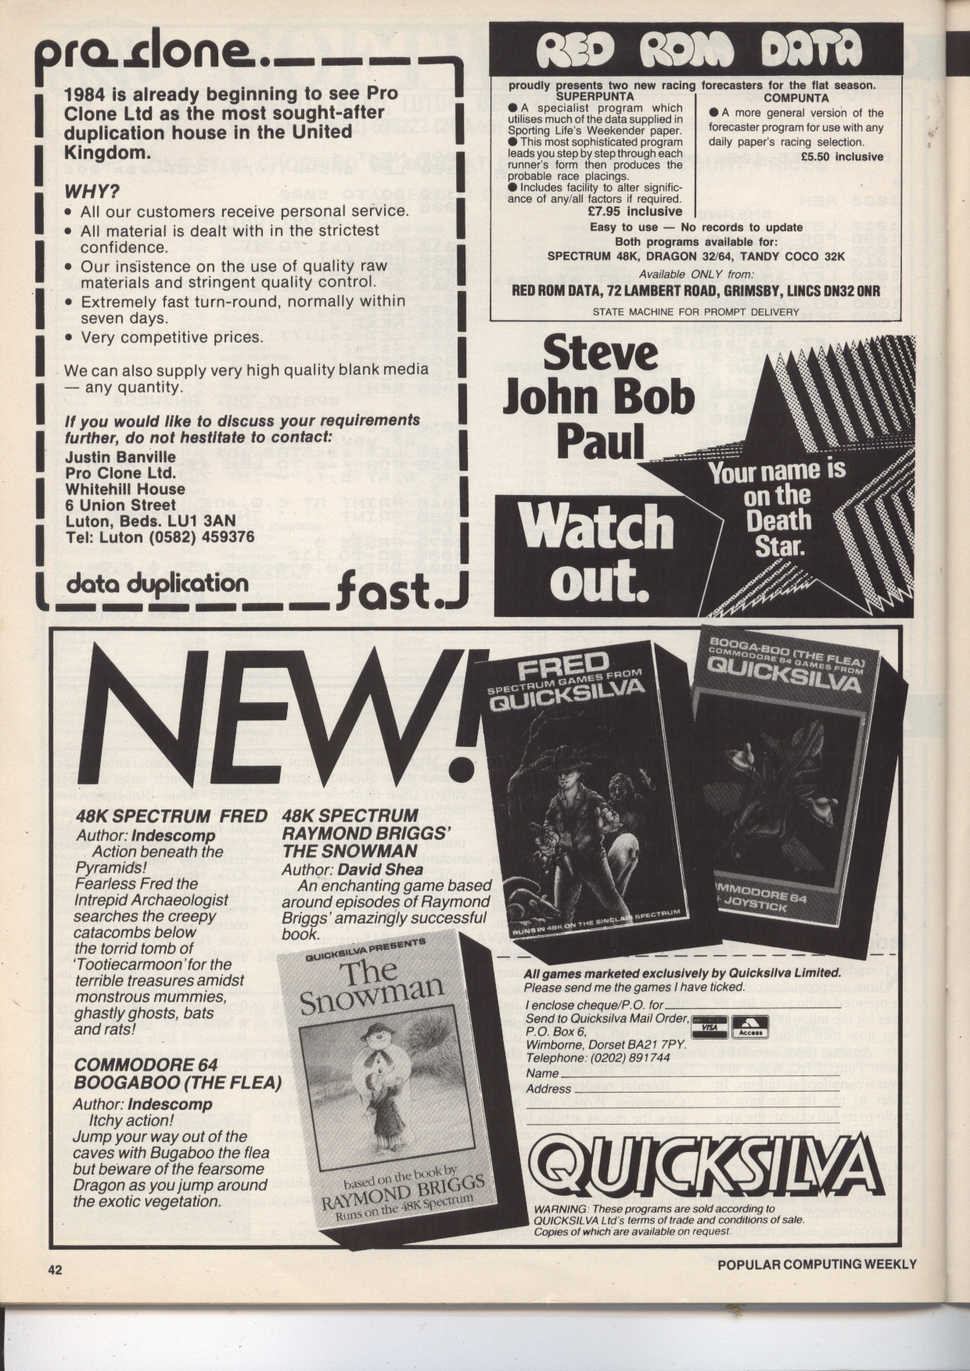 pro clone.
1984 is already beginning to see Pro
Clone Ltd as the most sought-after
duplication house in the United
Kingdom.
WHY?
• All our customers receive personal service.
• All material is dealt with in the strictest
confidence.
• Our insistence on the use of quality raw
materials and stringent quality control.
• Extremely fast turn-round, normally within
seven days.
• Very competitive prices.
We can also supply very high quality blank media
— any quantity.
If you would like to discuss your requirements
further, do not hestitate to contact:
Justin Banville
Pro Clone Ltd.
Whitehill House
6 Union Street
Luton, Beds. LU1 3AN
Tel: Luton (0582) 459376
data duplication fast.
RED ROM DATA
proudly presents two new racing forecasters for the flat season.
SUPERPUNTA
● A specialist program which
utilises much of the data supplied in
Sporting Life's Weekender paper.
● This most sophisticated program
leads you step by step through each
runner's form then produces the
probable race placings.
● Includes facility to alter signific-
ance of any/all factors if required.
£7.95 inclusive
COMPUNTA
● A more general version of the
forecaster program for use with any
daily paper's racing selection.
£5.50 inclusive
Easy to use — No records to update
Both programs available for:
SPECTRUM 48K, DRAGON 32/64, TANDY COCO 32K
Available ONLY from:
RED ROM DATA, 72 LAMBERT ROAD, GRIMSBY, LINCS DN32 0NR
STATE MACHINE FOR PROMPT DELIVERY
Steve
John Bob
Paul
Watch
out.
Your name is
on the
Death
Star.
NEW!
FRED
SPECTRUM GAMES FROM
QUICKSILVA
RUNS IN 48K ON THE SINCLAIR SPECTRUM
BOOGA-BOO (THE FLEA)
COMMODORE 64 GAMES FROM
QUICKSILVA
OMMODORE 64
JOYSTICK
48K SPECTRUM FRED
Author: Indescomp
Action beneath the
Pyramids!
Fearless Fred the
Intrepid Archaeologist
searches the creepy
catacombs below
the torrid tomb of
'Tootiecarmoon' for the
terrible treasures amidst
monstrous mummies,
ghastly ghosts, bats
and rats!
COMMODORE 64
BOOGABOO (THE FLEA)
Author: Indescomp
Itchy action!
Jump your way out of the
caves with Bugaboo the flea
but beware of the fearsome
Dragon as you jump around
the exotic vegetation.
48K SPECTRUM
RAYMOND BRIGGS'
THE SNOWMAN
Author: David Shea
An enchanting game based
around episodes of Raymond
Briggs' amazingly successful
book.
QUICKSILVA PRESENTS
The
Snowman
based on the book by
RAYMOND BRIGGS
Runs on the 48K Spectrum
All games marketed exclusively by Quicksilva Limited.
Please send me the games I have ticked.
I enclose cheque/P.O. for
Send to Quicksilva Mail Order,
P.O. Box 6,
Wimborne, Dorset BA21 7PY.
Telephone: (0202) 891744
VISA
Access
Name
Address
QUICKSILVA
WARNING: These programs are sold according to
QUICKSILVA Ltd's terms of trade and conditions of sale.
Copies of which are available on request.
42
POPULAR COMPUTING WEEKLY